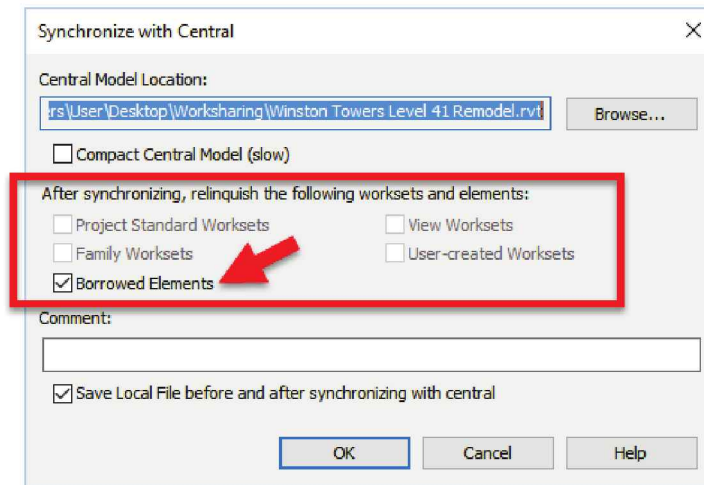 Synchronize with Central
Central Model Location:
rs\User\Desktop\Worksharing\Winston Towers Level 41 Remodel.rvt
Browse...
Compact Central Model (slow)
After synchronizing, relinquish the following worksets and elements:
Project Standard Worksets
View Worksets
Family Worksets
User-created Worksets
Borrowed Elements
Comment:
Save Local File before and after synchronizing with central
OK
Cancel
Help